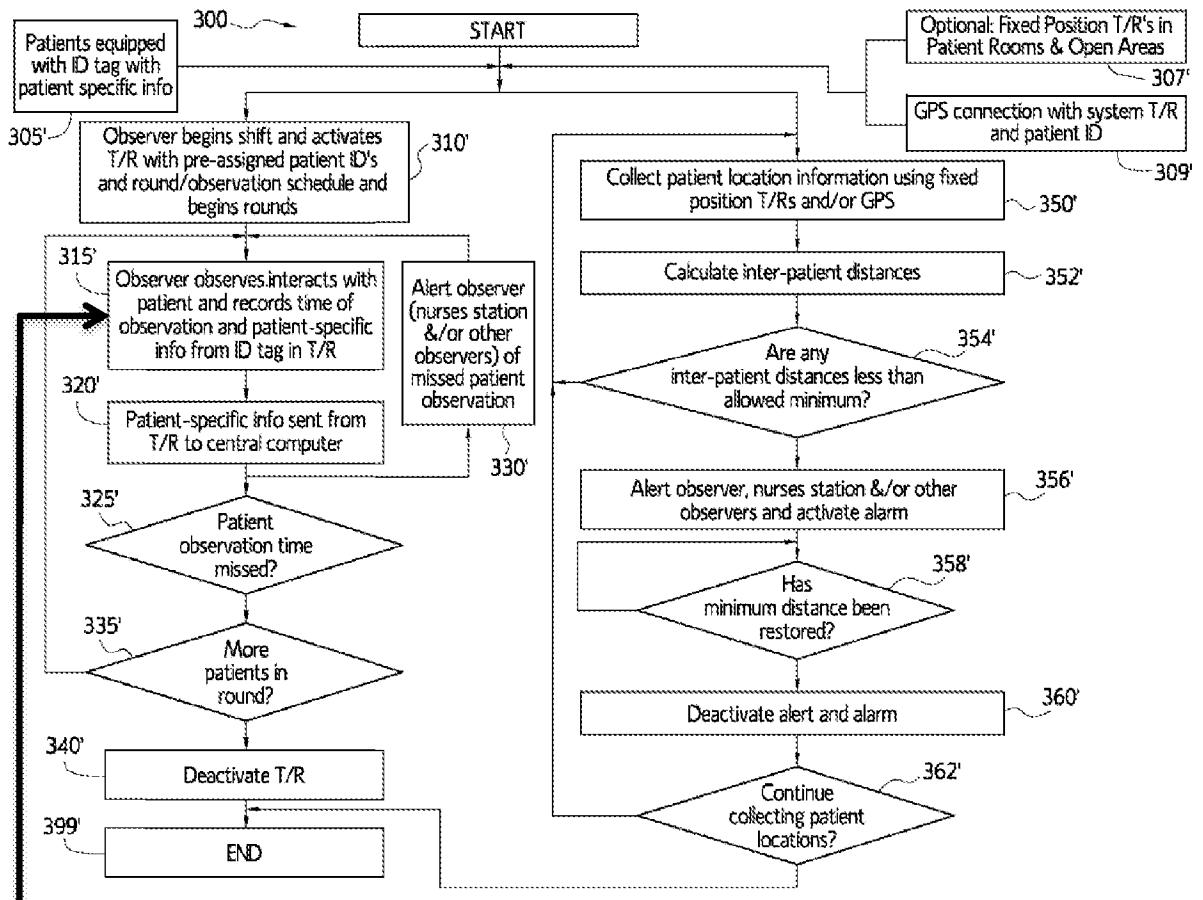 300
START
Patients equipped
with ID tag with
patient specific info
305'
Optional: Fixed Position T/R's in
Patient Rooms & Open Areas
307'
GPS connection with system T/R
and patient ID
309'
Observer begins shift and activates
T/R with pre-assigned patient ID's
and round/observation schedule and
begins rounds
310'
315'
Observer observes.interacts with
patient and records time of
observation and patient-specific
info from ID tag in T/R
320'
Patient-specific info sent from
T/R to central computer
325'
Patient
observation time
missed?
Alert observer
(nurses station
&/or other
observers) of
missed patient
observation
330'
335'
More
patients in
round?
340'
Deactivate T/R
399'
END
Collect patient location information using fixed
position T/Rs and/or GPS
350'
Calculate inter-patient distances
352'
Are any
inter-patient distances less than
allowed minimum?
354'
Alert observer, nurses station &/or other
observers and activate alarm
356'
Has
minimum distance been
restored?
358'
Deactivate alert and alarm
360'
Continue
collecting patient
locations?
362'